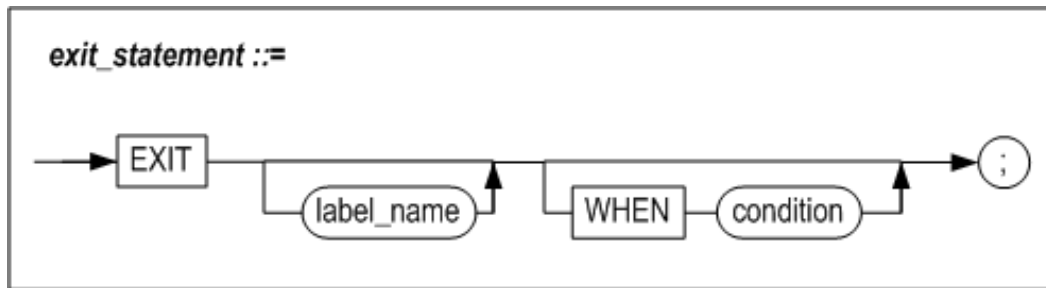 exit_statement ::=
EXIT
;
label_name
WHEN
condition